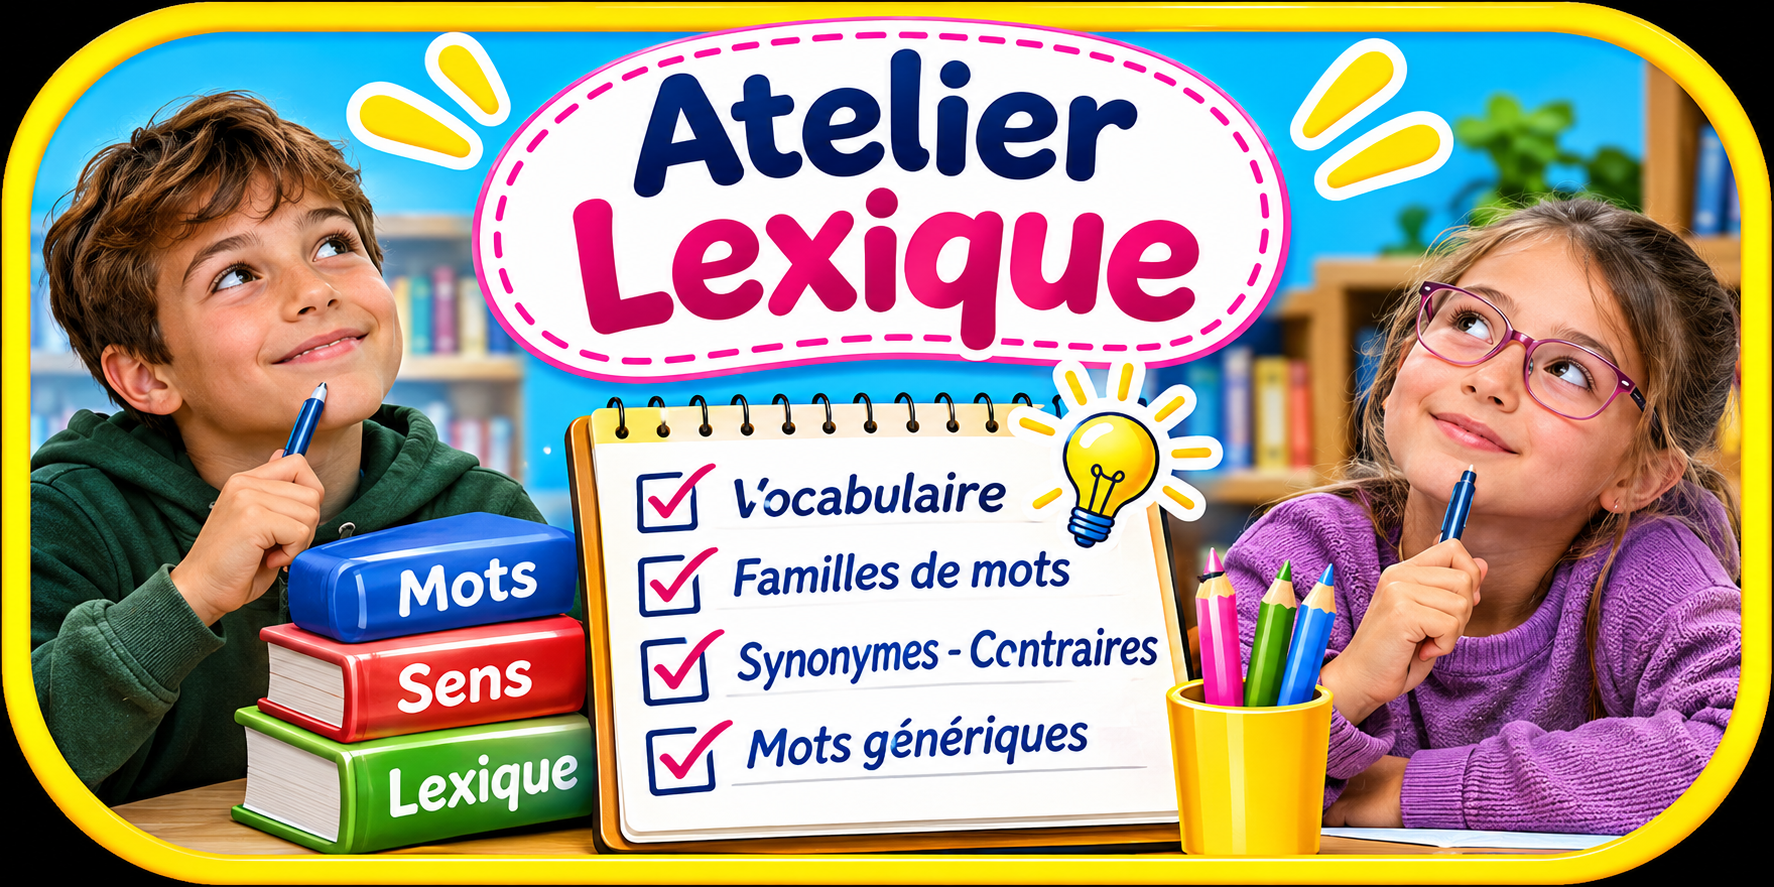 Atelier
Lexique
Vocabulaire
Familles de mots
Synonymes - Contraires
Mots génériques
Mots
Sens
Lexique